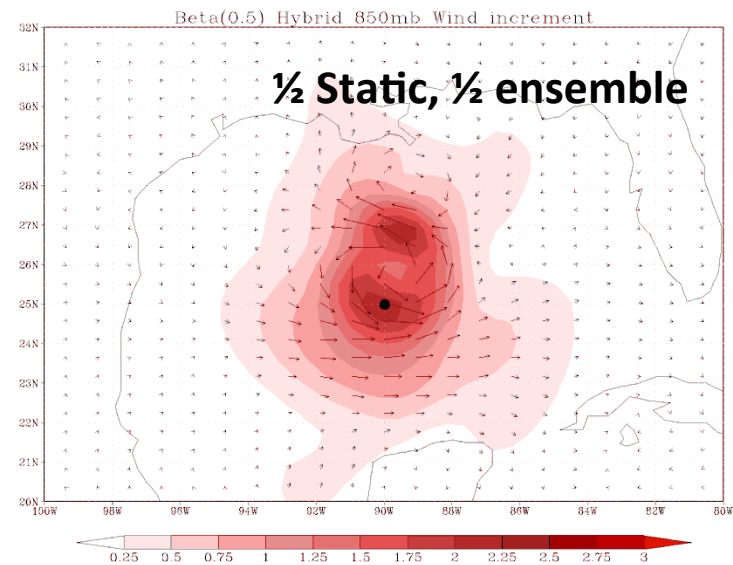 Beta(0.5) Hybrid 850mb Wind increment
½ Static, ½ ensemble
32N
31N
30N
29N
28N
27N
26N
25N
24N
23N
22N
21N
20N
100W 98W 96W 94W 92W 90W 88W 86W 84W 82W 80W
0.25 0.5 0.75 1 1.25 1.5 1.75 2 2.25 2.5 2.75 3